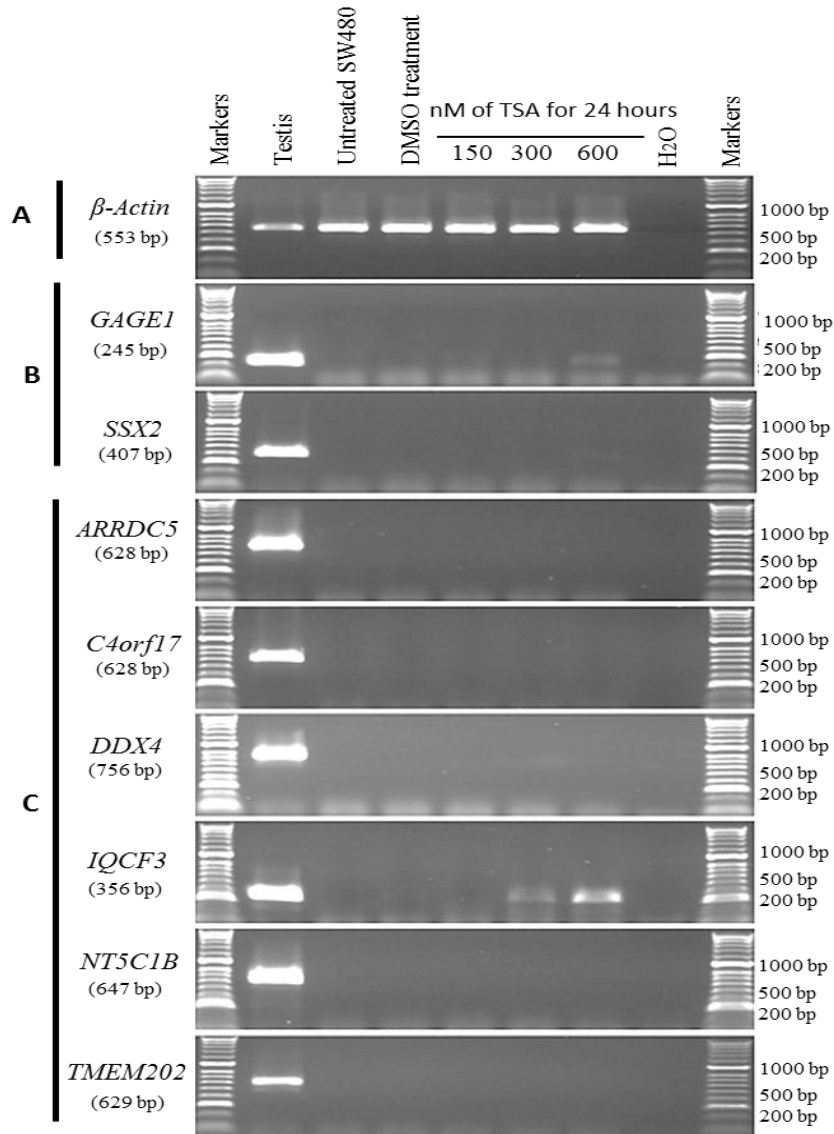 Markers
Testis
Untreated SW480
DMSO treatment
nM of TSA for 24 hours
150 300 600
H2O
Markers
A
β-Actin
(553 bp)
1000 bp
500 bp
200 bp
B
GAGE1
(245 bp)
1000 bp
500 bp
200 bp
SSX2
(407 bp)
1000 bp
500 bp
200 bp
C
ARRDC5
(628 bp)
1000 bp
500 bp
200 bp
C4orf17
(628 bp)
1000 bp
500 bp
200 bp
DDX4
(756 bp)
1000 bp
500 bp
200 bp
IQCF3
(356 bp)
1000 bp
500 bp
200 bp
NT5C1B
(647 bp)
1000 bp
500 bp
200 bp
TMEM202
(629 bp)
1000 bp
500 bp
200 bp